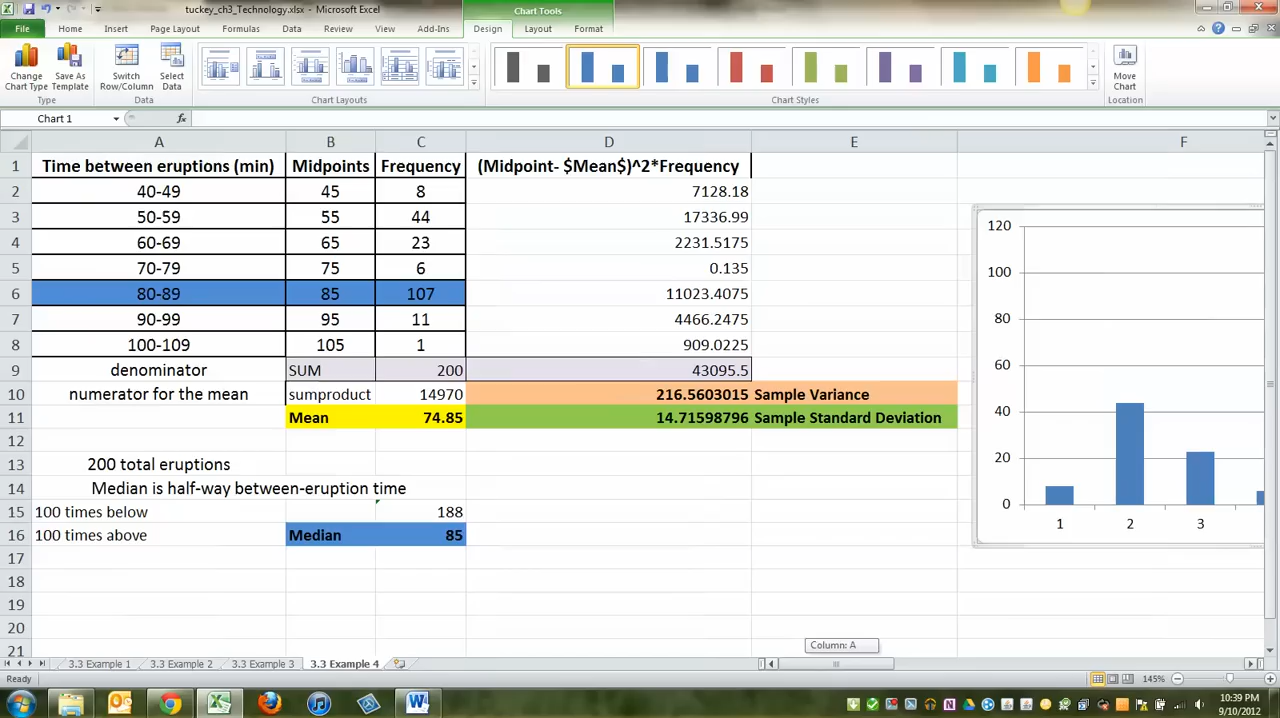 tuckey_ch3_Technology.xlsx - Microsoft Excel
Chart Tools
File Home Insert Page Layout Formulas Data Review View Add-Ins Design Layout Format
Change Chart Type
Save As Template
Switch Row/Column
Select Data
Move Chart
Type Data Chart Layouts Chart Styles Location
Chart 1 fx
A B C D E F
1 Time between eruptions (min) Midpoints Frequency (Midpoint- $Mean$)^2*Frequency
2 40-49 45 8 7128.18
3 50-59 55 44 17336.99
4 60-69 65 23 2231.5175
5 70-79 75 6 0.135
6 80-89 85 107 11023.4075
7 90-99 95 11 4466.2475
8 100-109 105 1 909.0225
9 denominator SUM 200 43095.5
10 numerator for the mean sumproduct 14970 216.5603015 Sample Variance
11 Mean 74.85 14.71598796 Sample Standard Deviation
12
13 200 total eruptions
14 Median is half-way between-eruption time
15 100 times below 188
16 100 times above Median 85
17
18
19
20
21
120
100
80
60
40
20
0
1 2 3
Column: A
3.3 Example 1 3.3 Example 2 3.3 Example 3 3.3 Example 4
Ready 145%
10:39 PM
9/10/2012